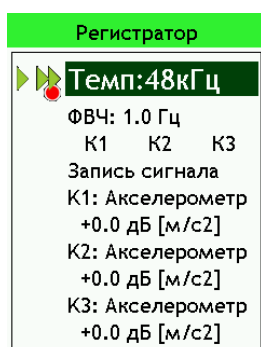 Регистратор
Темп:48кГц
ФВЧ: 1.0 Гц
К1 К2 К3
Запись сигнала
К1: Акселерометр
+0.0 дБ [м/с2]
К2: Акселерометр
+0.0 дБ [м/с2]
К3: Акселерометр
+0.0 дБ [м/с2]